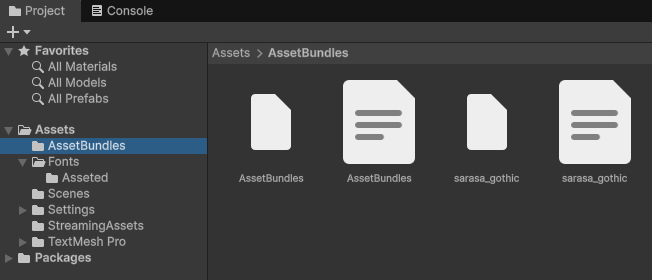 Project
Console
Favorites
All Materials
All Models
All Prefabs
Assets
AssetBundles
Fonts
Asseted
Scenes
Settings
StreamingAssets
TextMesh Pro
Packages
Assets > AssetBundles
AssetBundles
AssetBundles
sarasa_gothic
sarasa_gothic